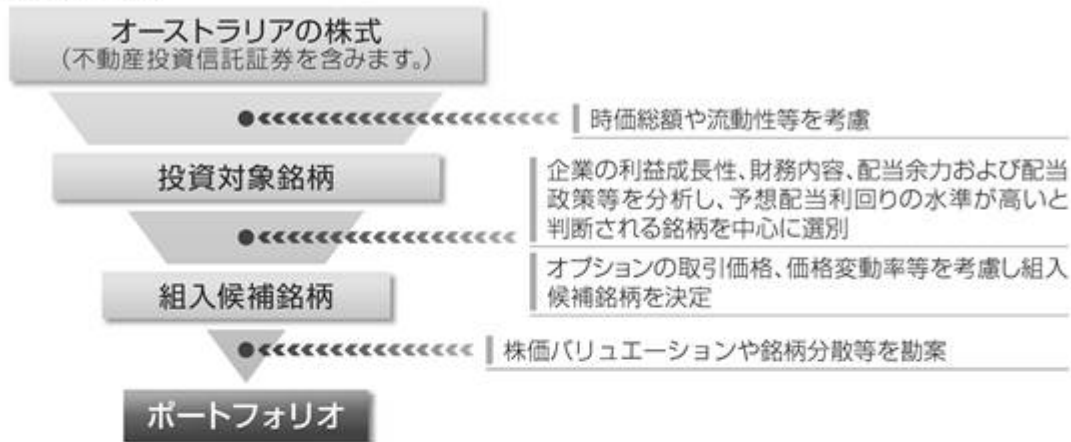 オーストラリアの株式
(不動産投資信託証券を含みます。)
時価総額や流動性等を考慮
投資対象銘柄
企業の利益成長性、財務内容、配当余力および配当
政策等を分析し、予想配当利回りの水準が高いと
判断される銘柄を中心に選別
オプションの取引価格、価格変動率等を考慮し組入
候補銘柄を決定
組入候補銘柄
株価バリュエーションや銘柄分散等を勘案
ポートフォリオ